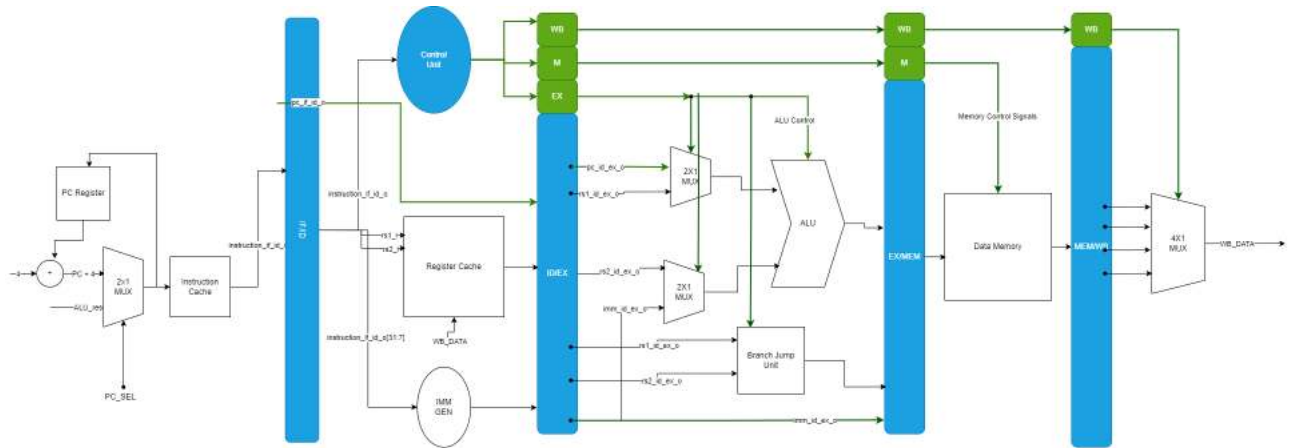 WB
WB
WB
Control
Unit
M
M
EX
pc_if_id_o
ALU Control
Memory Control Signals
PC Register
2X1
MUX
pc_id_ex_o
rs1_id_ex_o
instruction_if_id_o
IF/ID
+
4
PC + 4
2x1
MUX
ALU_res
Instruction
Cache
rs2_i
Register Cache
ID/EX
ALU
EX/MEM
Data Memory
MEM/WB
4X1
MUX
WB_DATA
rs2_id_ex_o
2X1
MUX
imm_id_ex_o
WB_DATA
instruction_if_id_o[31:7]
rs1_id_ex_o
Branch Jump
Unit
rs2_id_ex_o
PC_SEL
IMM
GEN
imm_id_ex_o